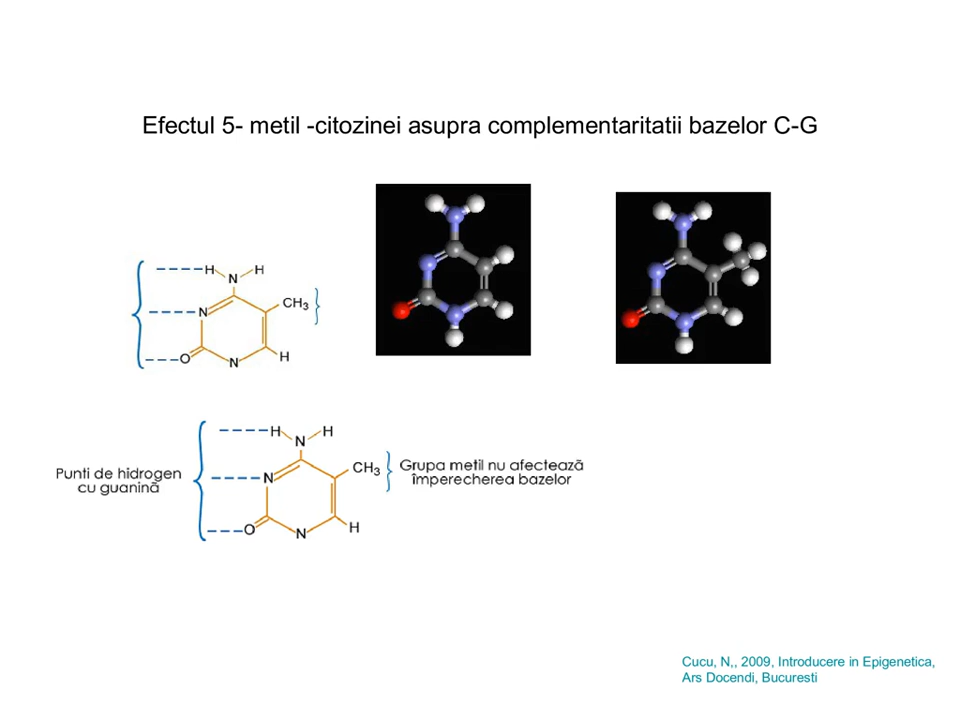 Efectul 5- metil -citozinei asupra complementaritatii bazelor C-G
H H
N
N CH₃
O N H
H H
N
N CH₃
O N H
Punti de hidrogen
cu guanină
Grupa metil nu afectează
împerecherea bazelor
Cucu, N,, 2009, Introducere in Epigenetica,
Ars Docendi, Bucuresti